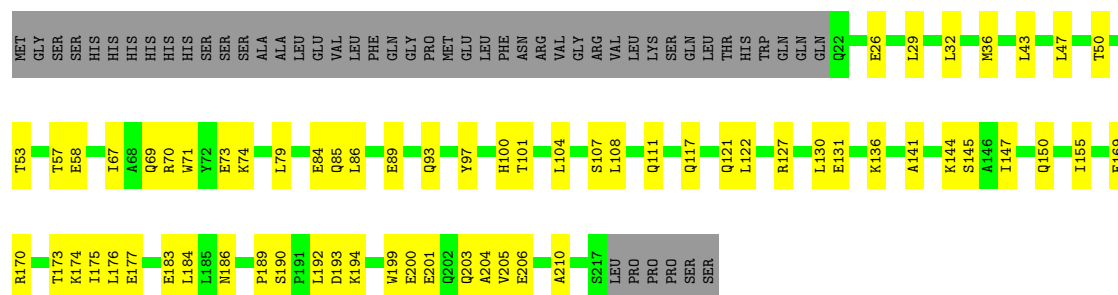 MET GLY SER SER HIS HIS HIS HIS HIS HIS SER SER SER ALA ALA LEU GLU VAL LEU PHE GLN GLY PRO MET GLU LEU PHE ASN ARG VAL GLY ARG VAL LEU LYS SER GLN LEU THR HIS TRP GLN GLN GLN Q22 E26 L29 L32 M36 L43 L47 T50
T53 T57 E58 I67 A68 Q69 R70 W71 Y72 E73 K74 L79 E84 Q85 L86 E89 Q93 Y97 H100 T101 L104 S107 L108 Q111 Q117 Q121 L122 R127 L130 E131 K136 A141 K144 S145 A146 I147 Q150 I155 E169
R170 T173 K174 I175 L176 E177 E183 L184 L185 N186 P189 S190 P191 L192 D193 K194 W199 E200 E201 Q202 Q203 A204 V205 E206 A210 S217 LEU PRO PRO PRO SER SER